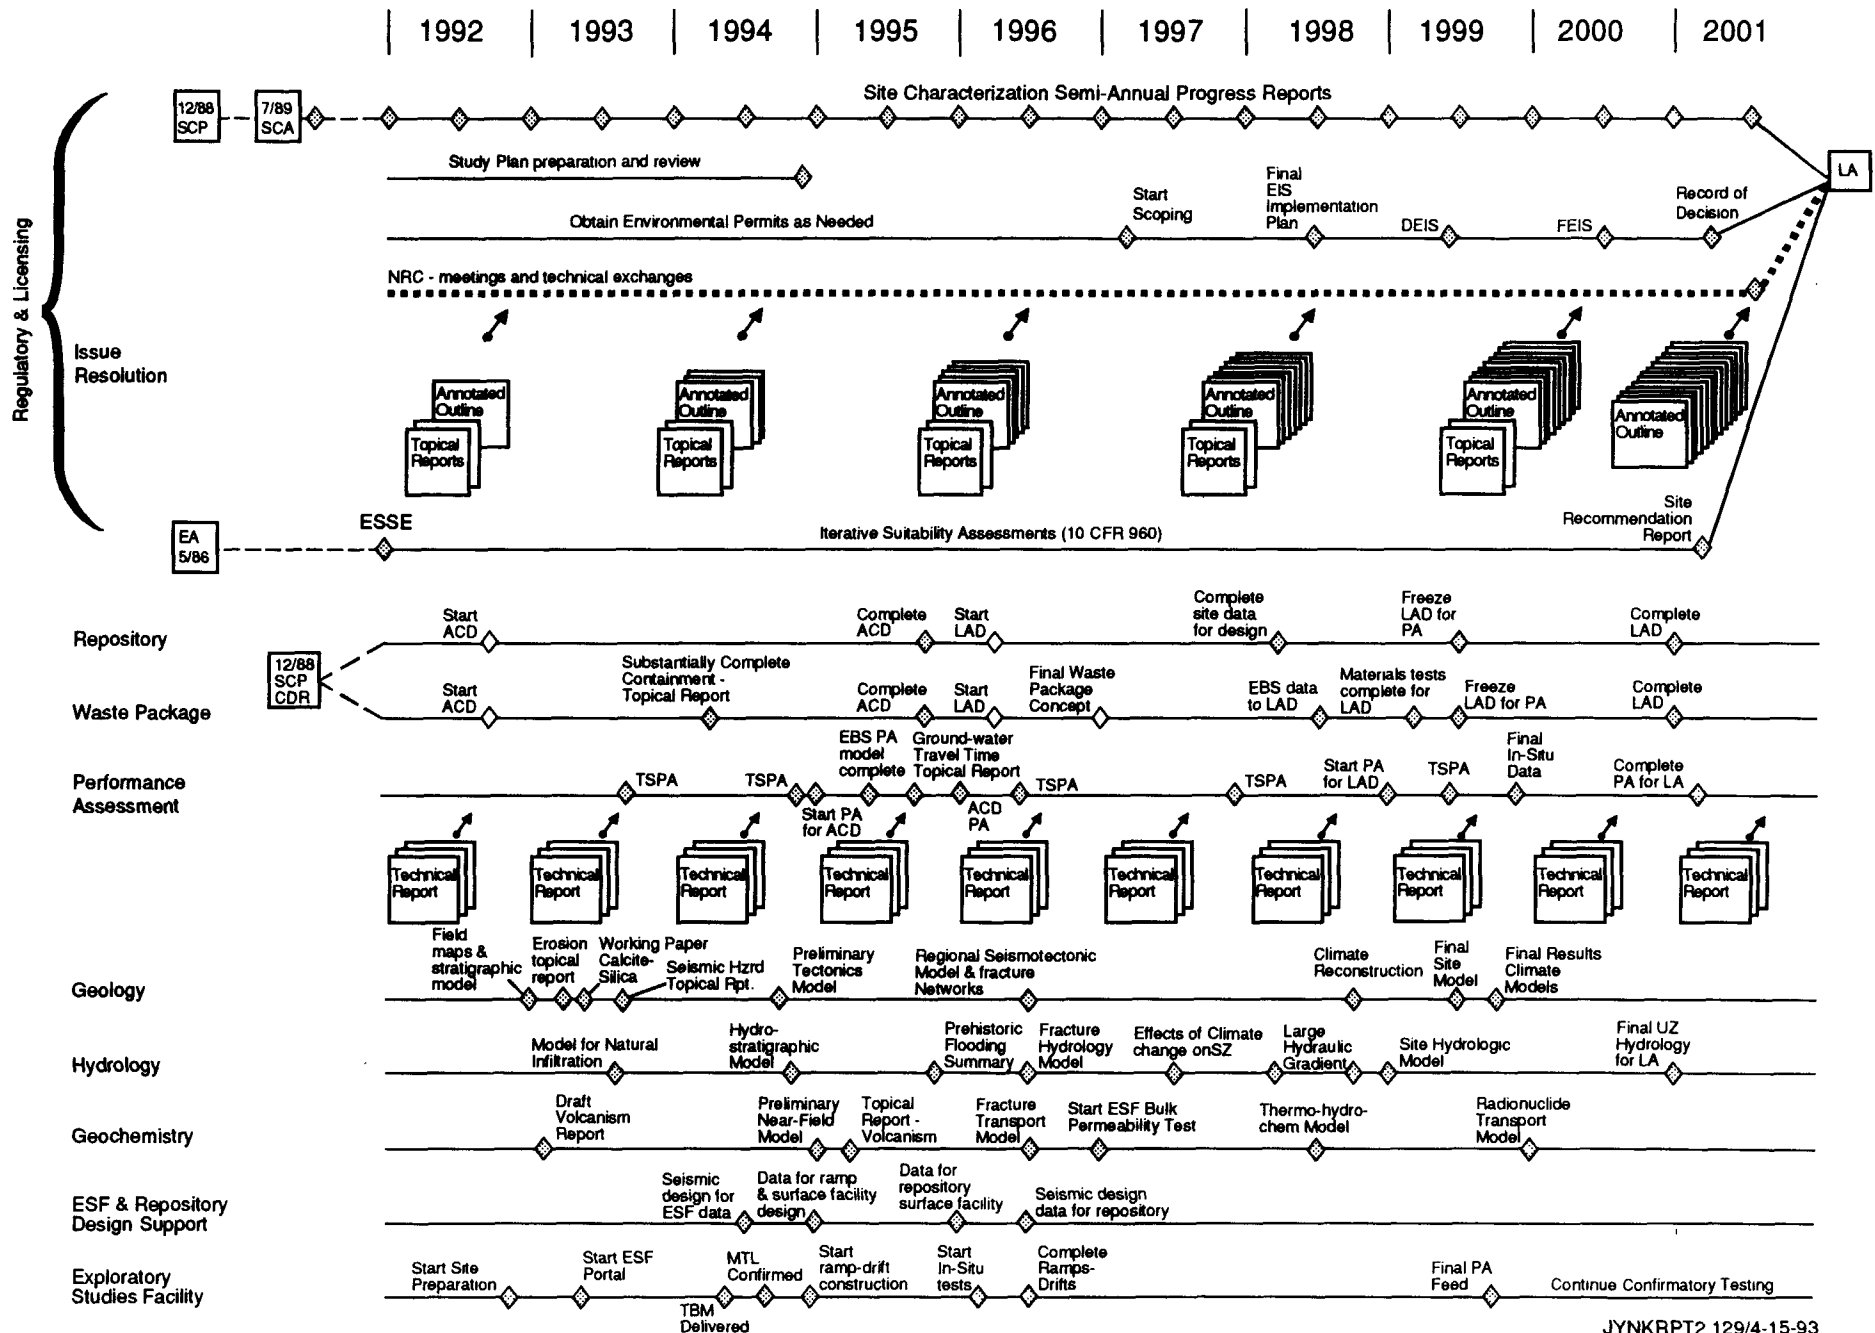 1992 1993 1994 1995 1996 1997 1998 1999 2000 2001
Site Characterization Semi-Annual Progress Reports
12/88
SCP
7/89
SCA
LA
Study Plan preparation and review
Start
Scoping
Final
EIS
Implementation
Plan
DEIS
FEIS
Record of
Decision
Obtain Environmental Permits as Needed
NRC - meetings and technical exchanges
Regulatory & Licensing
Issue
Resolution
Annotated
Outline
Topical
Reports
Annotated
Outline
Topical
Reports
Annotated
Outline
Topical
Reports
Annotated
Outline
Topical
Reports
Annotated
Outline
Topical
Reports
Annotated
Outline
EA
5/86
ESSE
Iterative Suitability Assessments (10 CFR 960)
Site
Recommendation
Report
Repository
Start
ACD
Complete
ACD
Start
LAD
Complete
site data
for design
Freeze
LAD for
PA
Complete
LAD
12/88
SCP
CDR
Waste Package
Start
ACD
Substantially Complete
Containment -
Topical Report
Complete
ACD
Start
LAD
Final Waste
Package
Concept
EBS data
to LAD
Materials tests
complete for
LAD
Freeze
LAD for PA
Complete
LAD
Performance
Assessment
TSPA
TSPA
Start PA
for ACD
EBS PA
model
complete
Ground-water
Travel Time
Topical Report
ACD
PA
TSPA
TSPA
Start PA
for LAD
TSPA
Final
In-Situ
Data
Complete
PA for LA
Technical
Report
Technical
Report
Technical
Report
Technical
Report
Technical
Report
Technical
Report
Technical
Report
Technical
Report
Technical
Report
Technical
Report
Geology
Field
maps &
stratigraphic
model
Erosion
topical
report
Working Paper
Calcite-
Silica
Seismic Hzrd
Topical Rpt.
Preliminary
Tectonics
Model
Regional Seismotectonic
Model & fracture
Networks
Climate
Reconstruction
Final
Site
Model
Final Results
Climate
Models
Hydrology
Model for Natural
Infiltration
Hydro-
stratigraphic
Model
Prehistoric
Flooding
Summary
Fracture
Hydrology
Model
Effects of Climate
change onSZ
Large
Hydraulic
Gradient
Site Hydrologic
Model
Final UZ
Hydrology
for LA
Geochemistry
Draft
Volcanism
Report
Preliminary
Near-Field
Model
Topical
Report -
Volcanism
Fracture
Transport
Model
Start ESF Bulk
Permeability Test
Thermo-hydro-
chem Model
Radionuclide
Transport
Model
ESF & Repository
Design Support
Seismic
design for
ESF data
Data for ramp
& surface facility
design
Data for
repository
surface facility
Seismic design
data for repository
Exploratory
Studies Facility
Start Site
Preparation
Start ESF
Portal
MTL
Confirmed
TBM
Delivered
Start
ramp-drift
construction
Start
In-Situ
tests
Complete
Ramps-
Drifts
Final PA
Feed
Continue Confirmatory Testing
JYNKRPT2 129/4-15-93